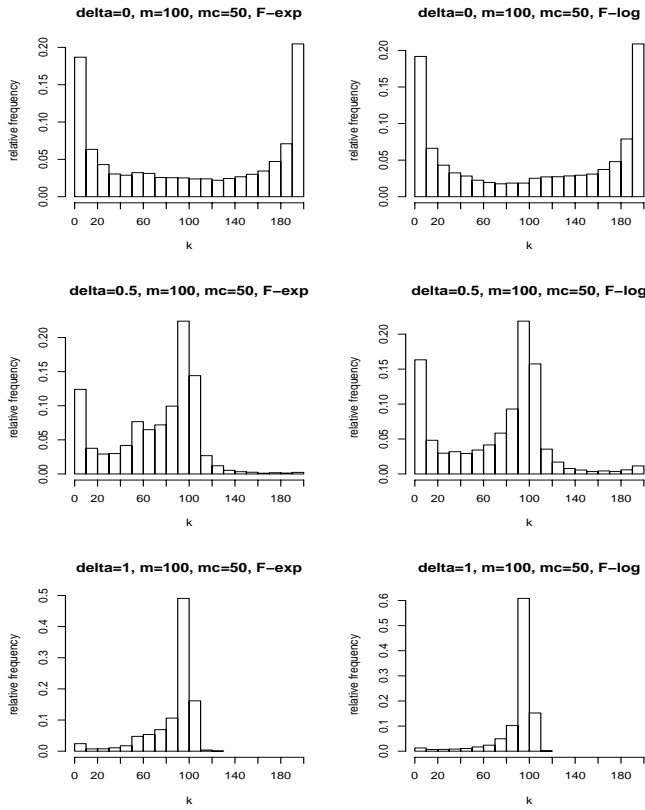 delta=0, m=100, mc=50, F−exp
relative frequency
0.00 0.05 0.10 0.15 0.20
0 20 60 100 140 180
k
delta=0, m=100, mc=50, F−log
relative frequency
0.00 0.05 0.10 0.15 0.20
0 20 60 100 140 180
k
delta=0.5, m=100, mc=50, F−exp
relative frequency
0.00 0.05 0.10 0.15 0.20
0 20 60 100 140 180
k
delta=0.5, m=100, mc=50, F−log
relative frequency
0.00 0.05 0.10 0.15 0.20
0 20 60 100 140 180
k
delta=1, m=100, mc=50, F−exp
relative frequency
0.0 0.1 0.2 0.3 0.4 0.5
0 20 60 100 140 180
k
delta=1, m=100, mc=50, F−log
relative frequency
0.0 0.1 0.2 0.3 0.4 0.5 0.6
0 20 60 100 140 180
k